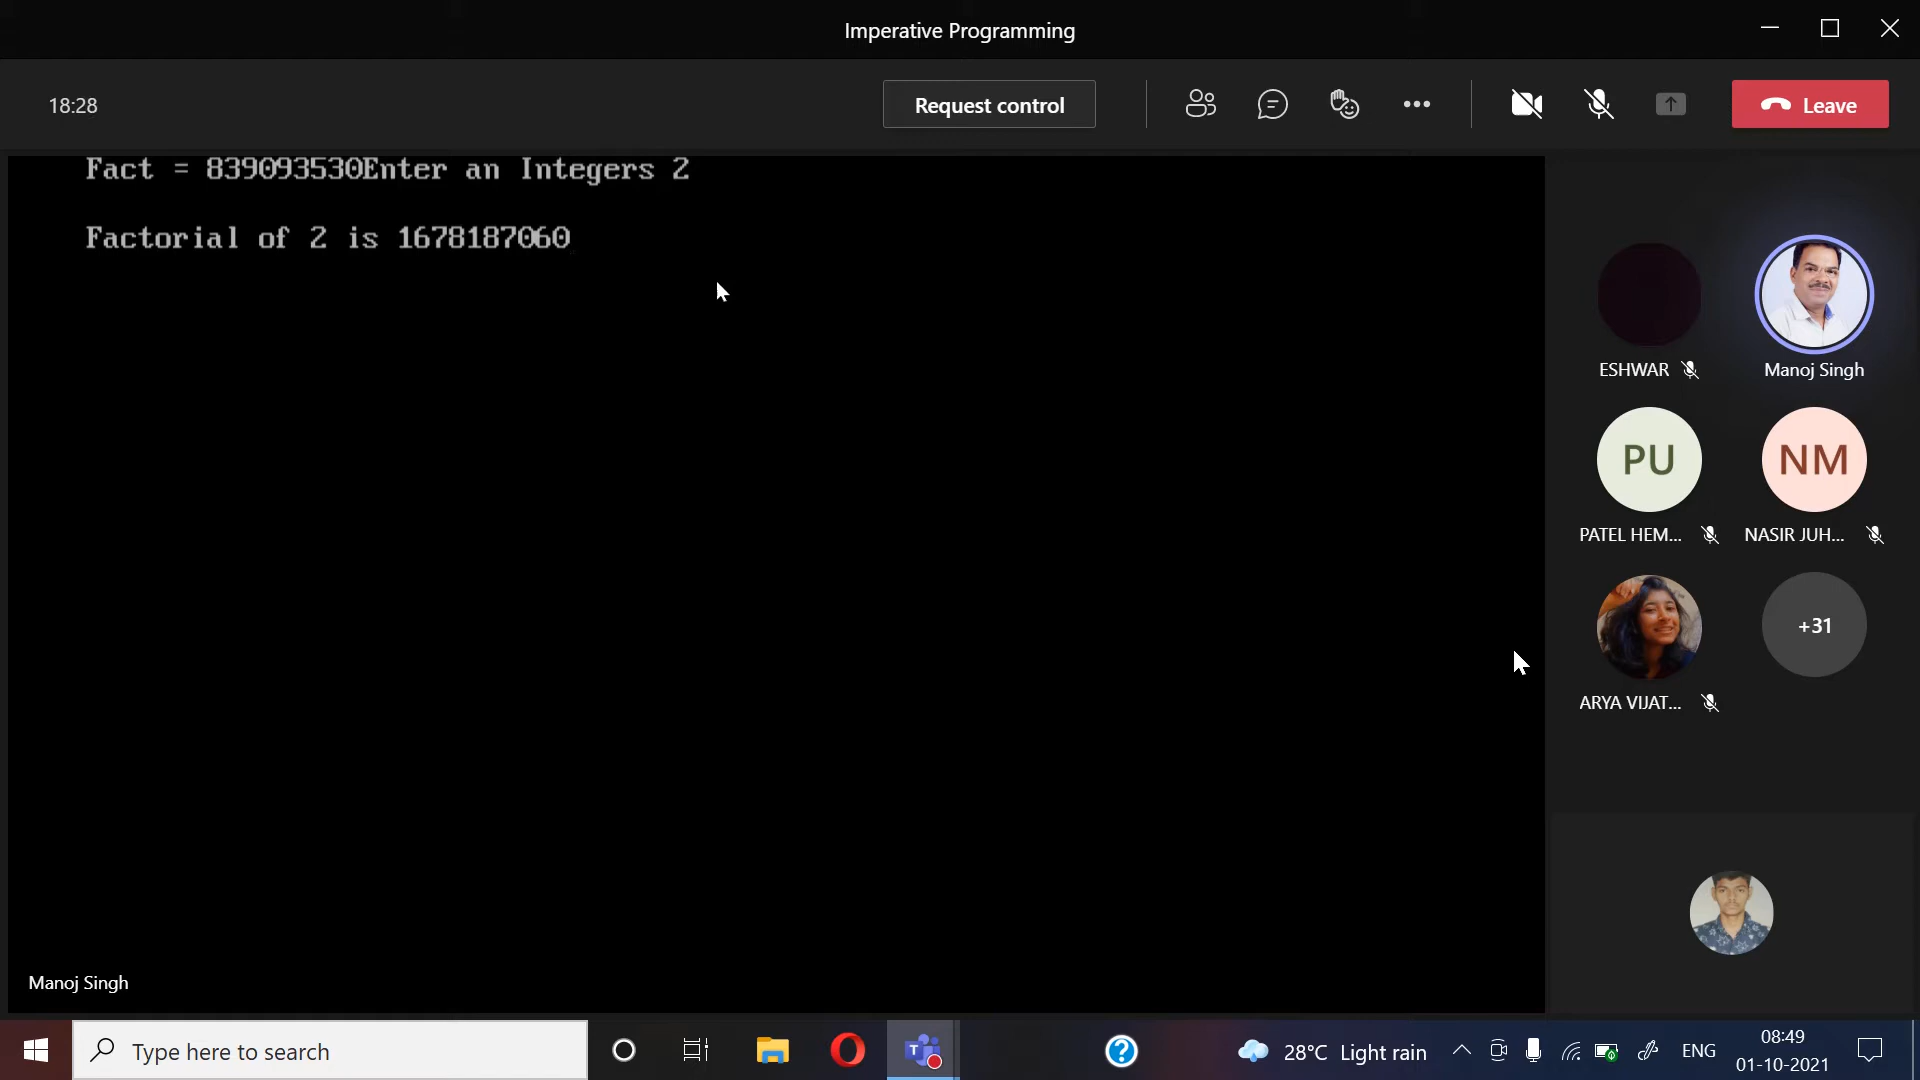 Imperative Programming
18:28
Request control
Leave
Fact = 839093530Enter an Integers 2
Factorial of 2 is 1678187060
ESHWAR
Manoj Singh
PU
NM
PATEL HEM...
NASIR JUH...
+31
ARYA VIJAT...
Manoj Singh
Type here to search
T
?
28°C Light rain
ENG
08:49
01-10-2021